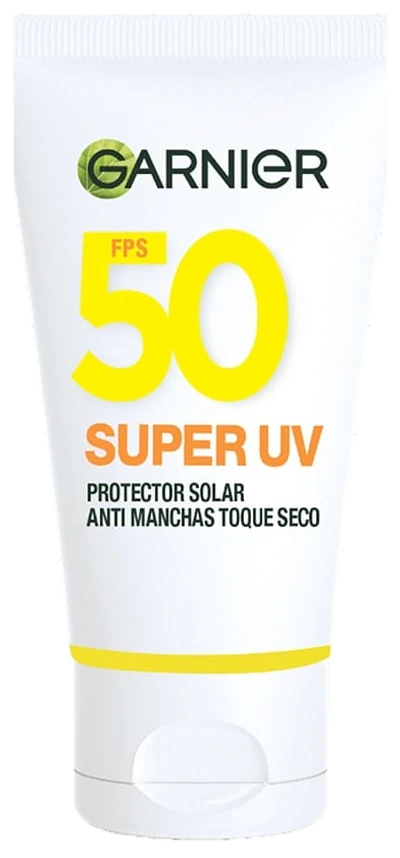 GARNIER
FPS
50
SUPER UV
PROTECTOR SOLAR
ANTI MANCHAS TOQUE SECO